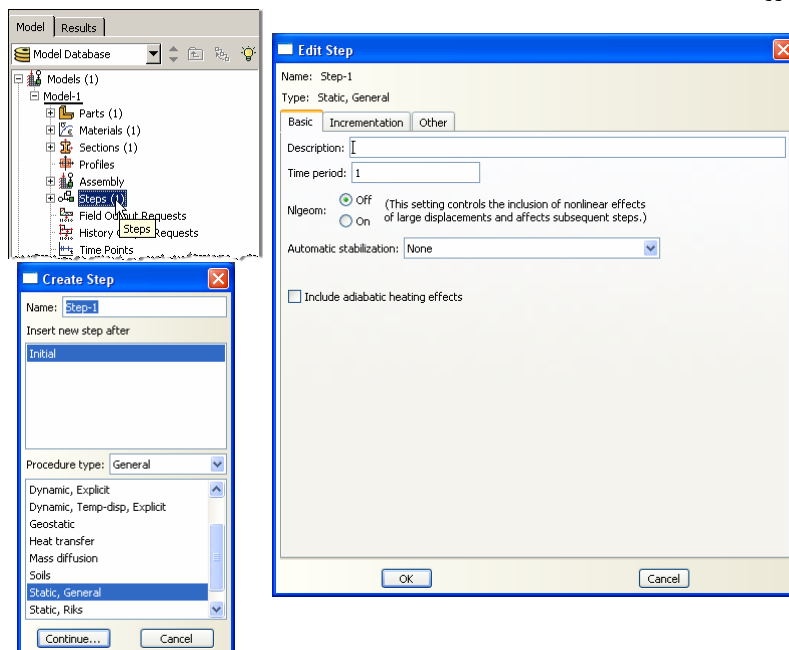 Model Results
Model Database
Models (1)
Model-1
Parts (1)
Materials (1)
Sections (1)
Profiles
Assembly
Steps (1)
Field Output Requests
History Requests
Steps
Time Points
Create Step
Name: Step-1
Insert new step after
Initial
Procedure type: General
Dynamic, Explicit
Dynamic, Temp-disp, Explicit
Geostatic
Heat transfer
Mass diffusion
Soils
Static, General
Static, Riks
Continue... Cancel
Edit Step
Name: Step-1
Type: Static, General
Basic Incrementation Other
Description:
Time period: 1
Nlgeom:
Off
On
(This setting controls the inclusion of nonlinear effects
of large displacements and affects subsequent steps.)
Automatic stabilization: None
Include adiabatic heating effects
OK Cancel